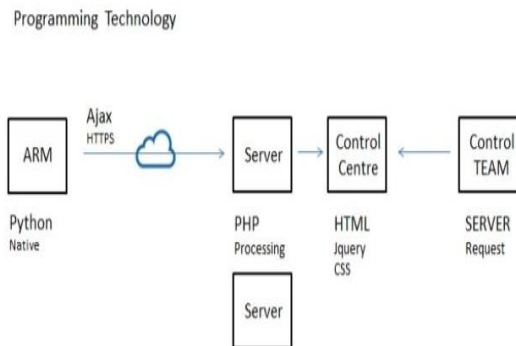 Programming Technology
Ajax
HTTPS
ARM
Server
Control
Centre
Control
TEAM
Python
Native
PHP
Processing
HTML
Jquery
CSS
SERVER
Request
Server